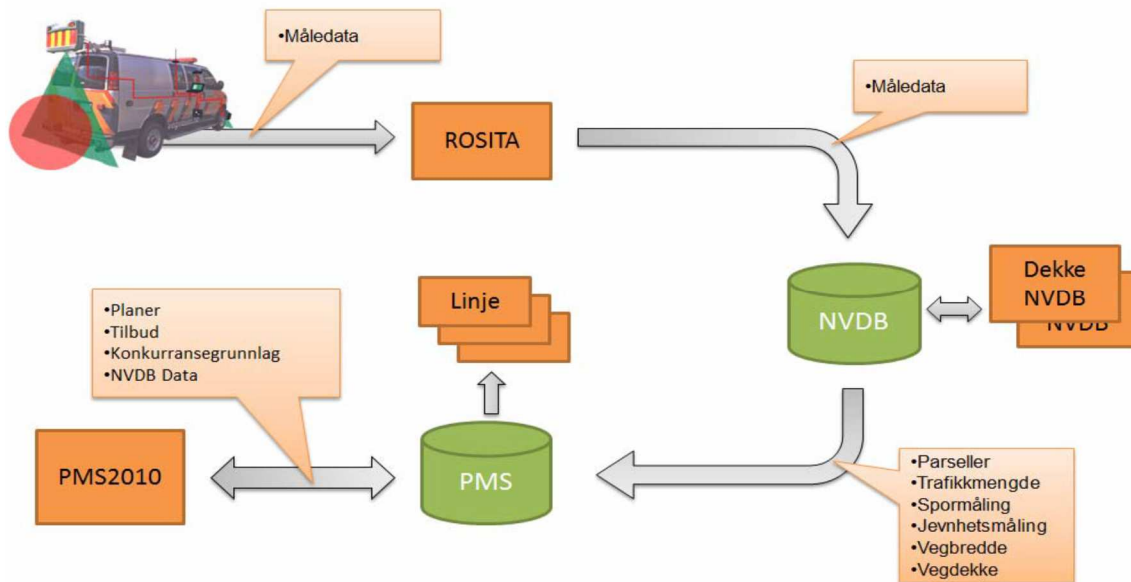 •Måledata
ROSITA
•Måledata
Dekke
NVDB
NVDB
NVDB
Linje
•Planer
•Tilbud
•Konkurransegrunnlag
•NVDB Data
PMS2010
PMS
•Parseller
•Trafikkmengde
•Spormåling
•Jevnhetsmåling
•Vegbredde
•Vegdekke